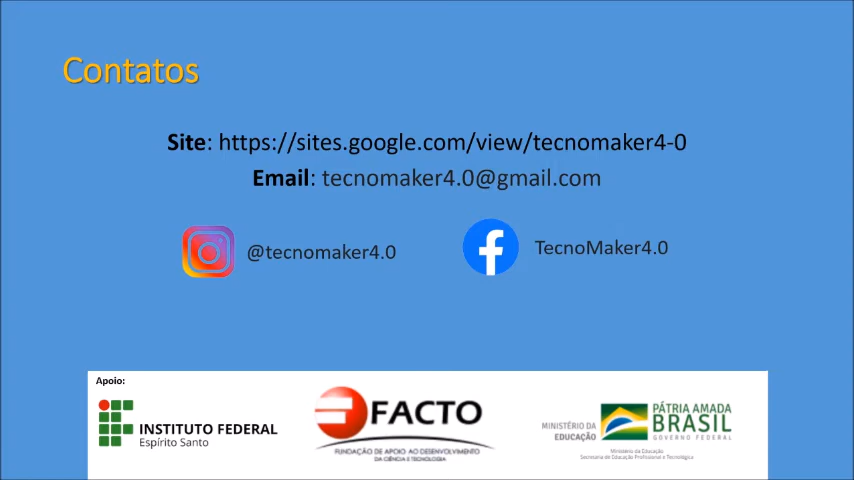 Contatos
Site: https://sites.google.com/view/tecnomaker4-0
Email: tecnomaker4.0@gmail.com
@tecnomaker4.0
TecnoMaker4.0
Apoio:
INSTITUTO FEDERAL
Espírito Santo
FACTO
FUNDAÇÃO DE APOIO AO DESENVOLVIMENTO
DA CIÊNCIA E TECNOLOGIA
MINISTÉRIO DA
EDUCAÇÃO
PÁTRIA AMADA
BRASIL
GOVERNO FEDERAL
Ministério da Educação
Secretaria de Educação Profissional e Tecnológica